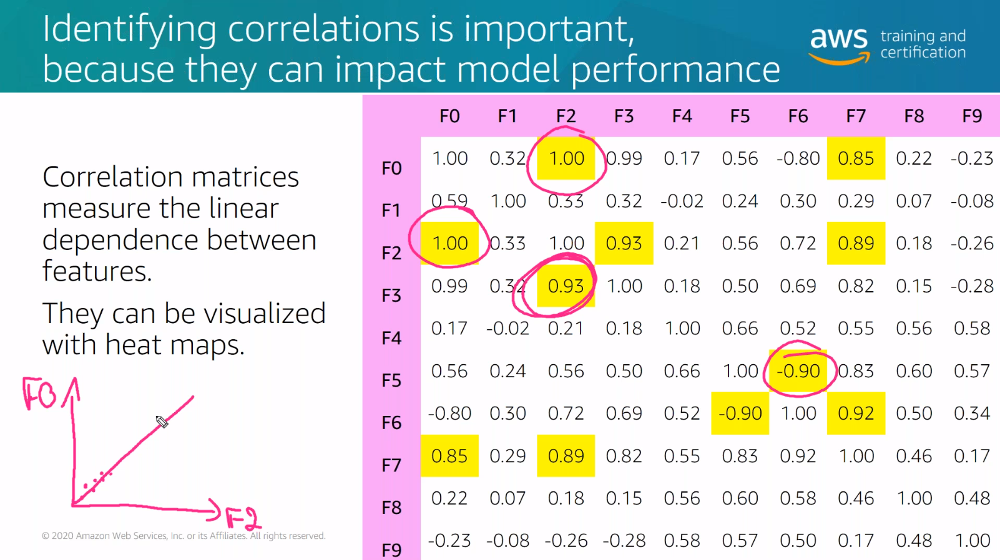 Identifying correlations is important,
because they can impact model performance
aws training and
certification
Correlation matrices
measure the linear
dependence between
features.
They can be visualized
with heat maps.
F0
F2
© 2020 Amazon Web Services, Inc. or its Affiliates. All rights reserved.
F0 F1 F2 F3 F4 F5 F6 F7 F8 F9
F0 1.00 0.32 1.00 0.99 0.17 0.56 -0.80 0.85 0.22 -0.23
F1 0.59 1.00 0.33 0.32 -0.02 0.24 0.30 0.29 0.07 -0.08
F2 1.00 0.33 1.00 0.93 0.21 0.56 0.72 0.89 0.18 -0.26
F3 0.99 0.32 0.93 1.00 0.18 0.50 0.69 0.82 0.15 -0.28
F4 0.17 -0.02 0.21 0.18 1.00 0.66 0.52 0.55 0.56 0.58
F5 0.56 0.24 0.56 0.50 0.66 1.00 -0.90 0.83 0.60 0.57
F6 -0.80 0.30 0.72 0.69 0.52 -0.90 1.00 0.92 0.50 0.34
F7 0.85 0.29 0.89 0.82 0.55 0.83 0.92 1.00 0.46 0.17
F8 0.22 0.07 0.18 0.15 0.56 0.60 0.58 0.46 1.00 0.48
F9 -0.23 -0.08 -0.26 -0.28 0.58 0.57 0.50 0.17 0.48 1.00